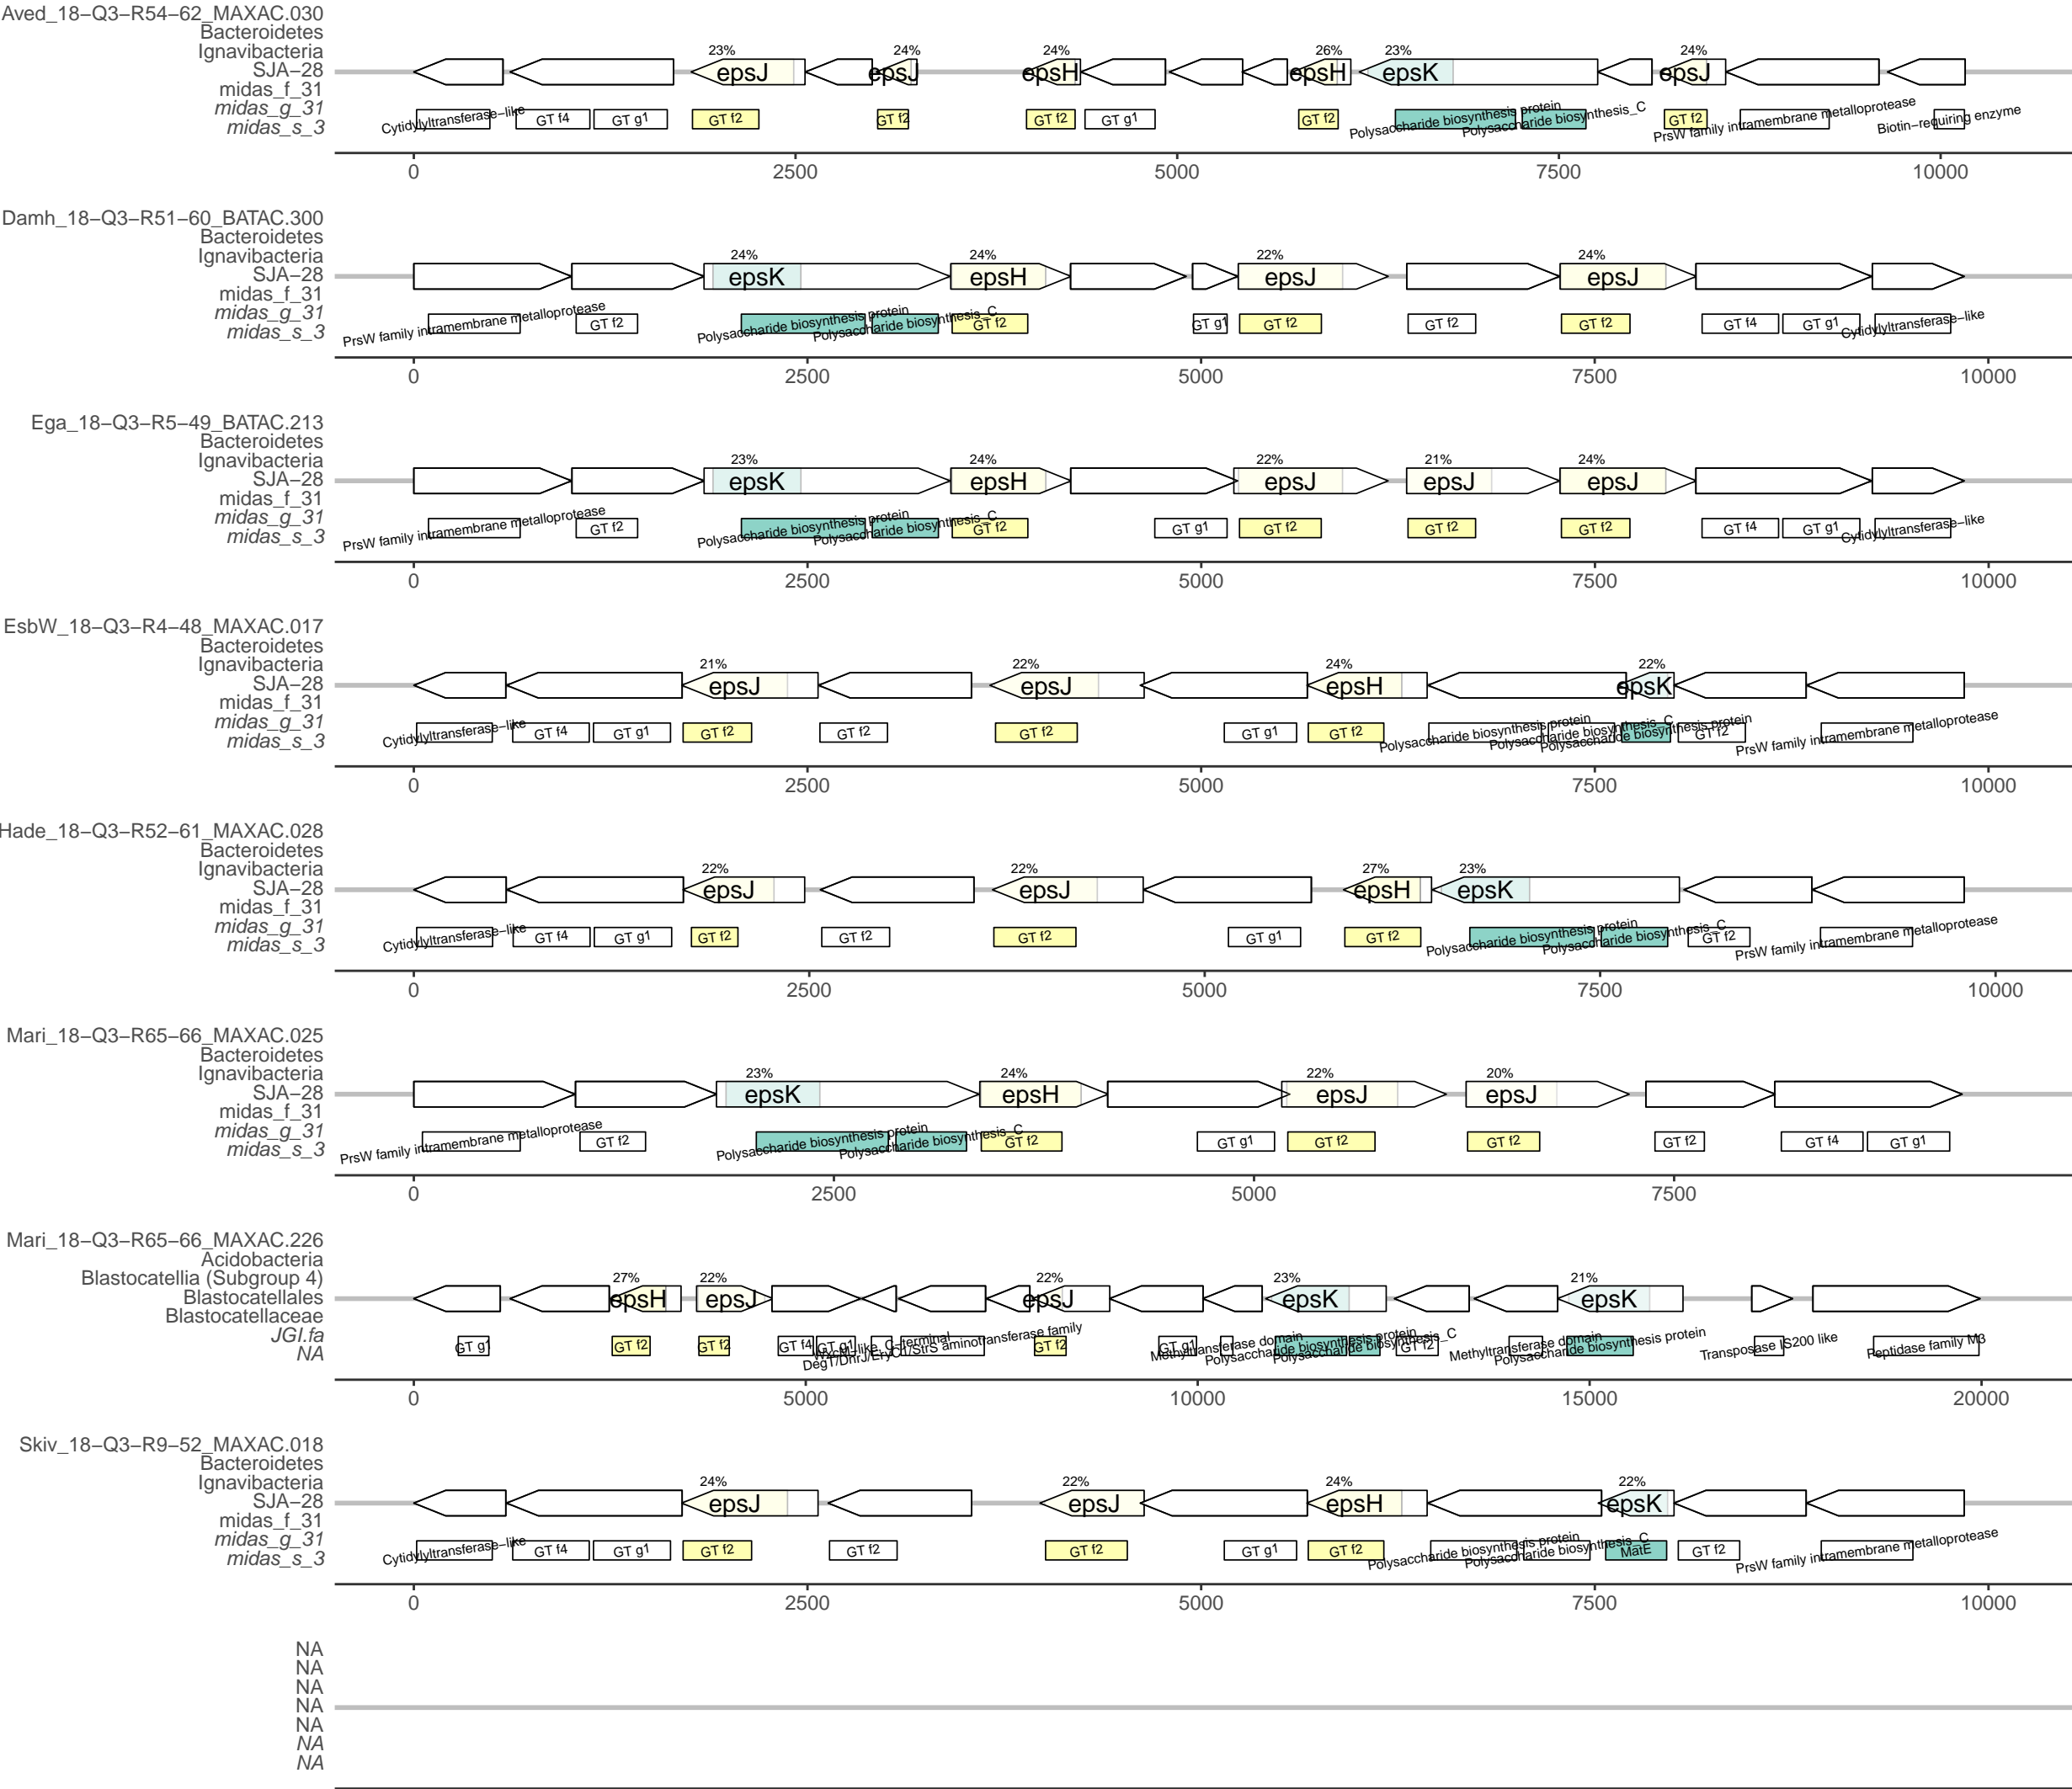 Aved_18−Q3−R54−62_MAXAC.030
Bacteroidetes
Ignavibacteria
SJA−28
midas_f_31
midas_g_31
midas_s_3
23% 24% 24% 26% 23% 24%
epsJ epsJ epsH epsH epsK epsJ
Cytidylyltransferase−like GT f4 GT g1 GT f2 GT f2 GT f2 GT g1 GT f2 Polysaccharide biosynthesis protein Polysaccharide biosynthesis_C GT f2 PrsW family intramembrane metalloprotease Biotin−requiring enzyme
0 2500 5000 7500 10000
Damh_18−Q3−R51−60_BATAC.300
Bacteroidetes
Ignavibacteria
SJA−28
midas_f_31
midas_g_31
midas_s_3
24% 24% 22% 24%
epsK epsH epsJ epsJ
PrsW family intramembrane metalloprotease GT f2 Polysaccharide biosynthesis protein Polysaccharide biosynthesis_C GT f2 GT g1 GT f2 GT f2 GT f2 GT f4 GT g1 Cytidylyltransferase−like
0 2500 5000 7500 10000
Ega_18−Q3−R5−49_BATAC.213
Bacteroidetes
Ignavibacteria
SJA−28
midas_f_31
midas_g_31
midas_s_3
23% 24% 22% 21% 24%
epsK epsH epsJ epsJ epsJ
PrsW family intramembrane metalloprotease GT f2 Polysaccharide biosynthesis protein Polysaccharide biosynthesis_C GT f2 GT g1 GT f2 GT f2 GT f2 GT f4 GT g1 Cytidylyltransferase−like
0 2500 5000 7500 10000
EsbW_18−Q3−R4−48_MAXAC.017
Bacteroidetes
Ignavibacteria
SJA−28
midas_f_31
midas_g_31
midas_s_3
21% 22% 24% 22%
epsJ epsJ epsH epsK
Cytidylyltransferase−like GT f4 GT g1 GT f2 GT f2 GT f2 GT g1 GT f2 Polysaccharide biosynthesis protein Polysaccharide biosynthesis_C Polysaccharide biosynthesis protein GT f2 PrsW family intramembrane metalloprotease
0 2500 5000 7500 10000
Hade_18−Q3−R52−61_MAXAC.028
Bacteroidetes
Ignavibacteria
SJA−28
midas_f_31
midas_g_31
midas_s_3
22% 22% 27% 23%
epsJ epsJ epsH epsK
Cytidylyltransferase−like GT f4 GT g1 GT f2 GT f2 GT f2 GT g1 GT f2 Polysaccharide biosynthesis protein Polysaccharide biosynthesis_C GT f2 PrsW family intramembrane metalloprotease
0 2500 5000 7500 10000
Mari_18−Q3−R65−66_MAXAC.025
Bacteroidetes
Ignavibacteria
SJA−28
midas_f_31
midas_g_31
midas_s_3
23% 24% 22% 20%
epsK epsH epsJ epsJ
PrsW family intramembrane metalloprotease GT f2 Polysaccharide biosynthesis protein Polysaccharide biosynthesis_C GT f2 GT g1 GT f2 GT f2 GT f2 GT f4 GT g1
0 2500 5000 7500
Mari_18−Q3−R65−66_MAXAC.226
Acidobacteria
Blastocatellia (Subgroup 4)
Blastocatellales
Blastocatellaceae
JGI.fa
NA
27% 22% 22% 23% 21%
epsH epsJ epsJ epsK epsK
GT g1 GT f2 GT f2 GT f4 GT g1 WxcM−like, C−terminal DegT/DnrJ/EryC1/StrS aminotransferase family GT f2 GT g1 Methyltransferase domain Polysaccharide biosynthesis protein Polysaccharide biosynthesis_C GT f2 Methyltransferase domain Polysaccharide biosynthesis protein Transposase IS200 like Peptidase family M3
0 5000 10000 15000 20000
Skiv_18−Q3−R9−52_MAXAC.018
Bacteroidetes
Ignavibacteria
SJA−28
midas_f_31
midas_g_31
midas_s_3
24% 22% 24% 22%
epsJ epsJ epsH epsK
Cytidylyltransferase−like GT f4 GT g1 GT f2 GT f2 GT f2 GT g1 GT f2 Polysaccharide biosynthesis protein Polysaccharide biosynthesis_C MatE GT f2 PrsW family intramembrane metalloprotease
0 2500 5000 7500 10000
NA
NA
NA
NA
NA
NA
NA